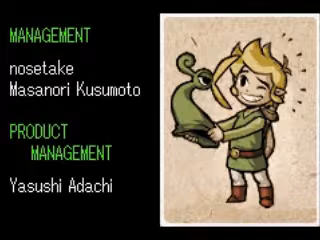 MANAGEMENT
nosetake
Masanori Kusumoto
PRODUCT
MANAGEMENT
Yasushi Adachi